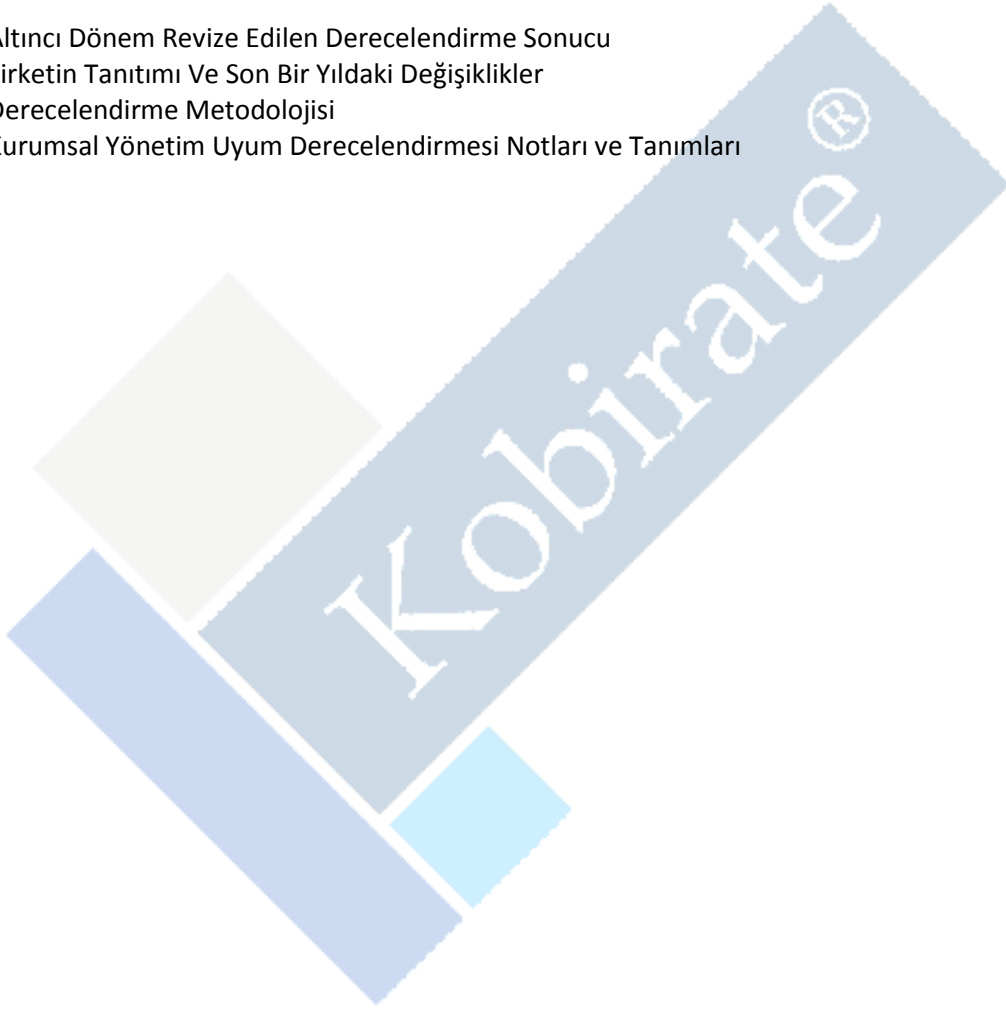 Altıncı Dönem Revize Edilen Derecelendirme Sonucu
irketin Tanıtımı Ve Son Bir Yıldaki Değişiklikler
Derecelendirme Metodolojisi
Kurumsal Yönetim Uyum Derecelendirmesi Notları ve Tanımları
Kobirate ®